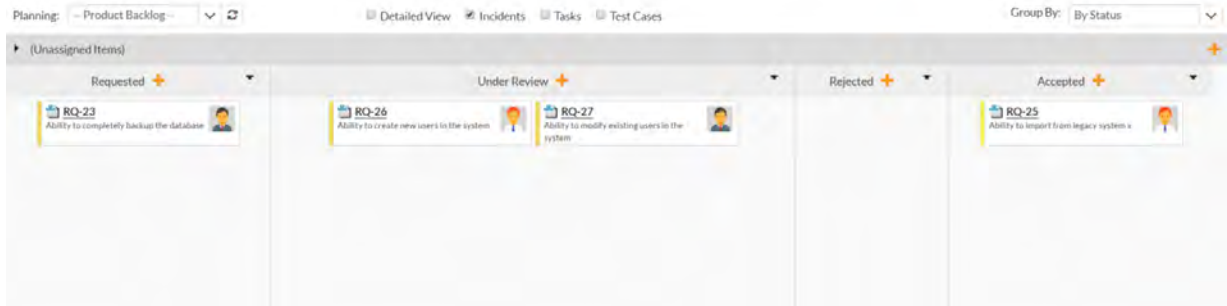 Planning: -- Product Backlog -- Detailed View Incidents Tasks Test Cases Group By: By Status
(Unassigned Items)
Requested Under Review Rejected Accepted
RQ-23 RQ-26 RQ-27 RQ-25
Ability to completely backup the database Ability to create new users in the system Ability to modify existing users in the Ability to import from legacy system x
system